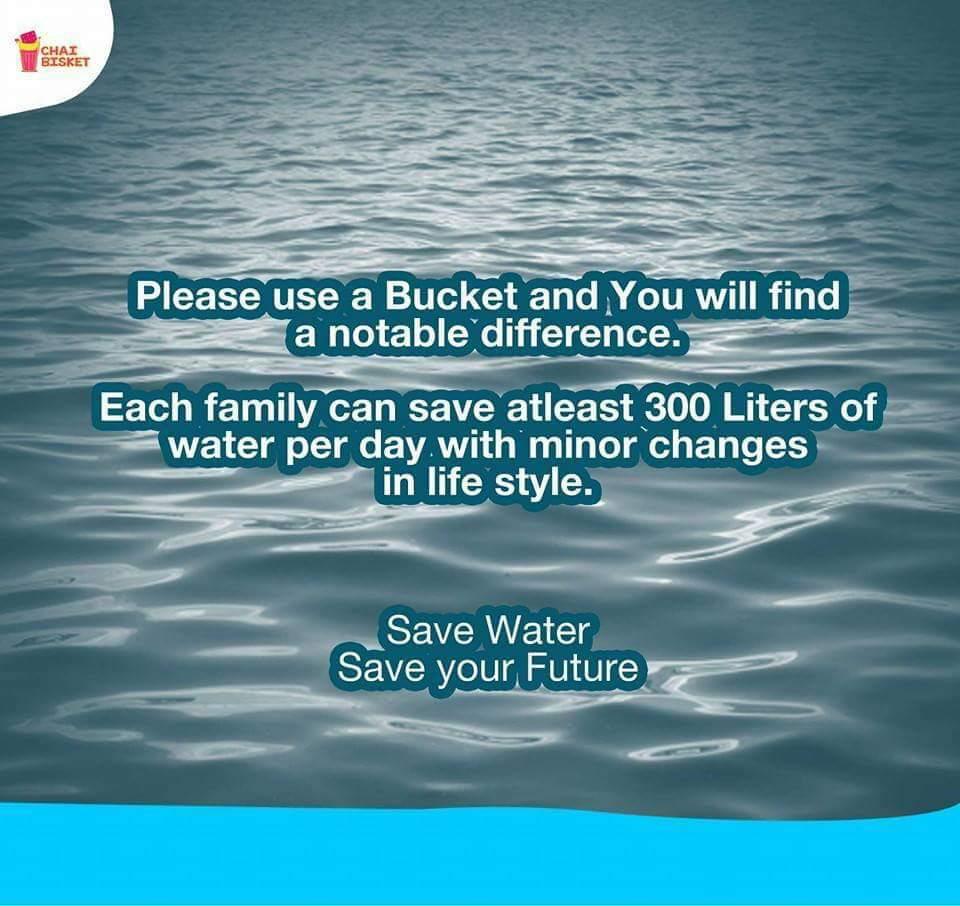 CHAI
BISKET
Please use a Bucket and You will find
a notable difference.
Each family can save atleast 300 Liters of
water per day with minor changes
in life style.
Save Water
Save your Future